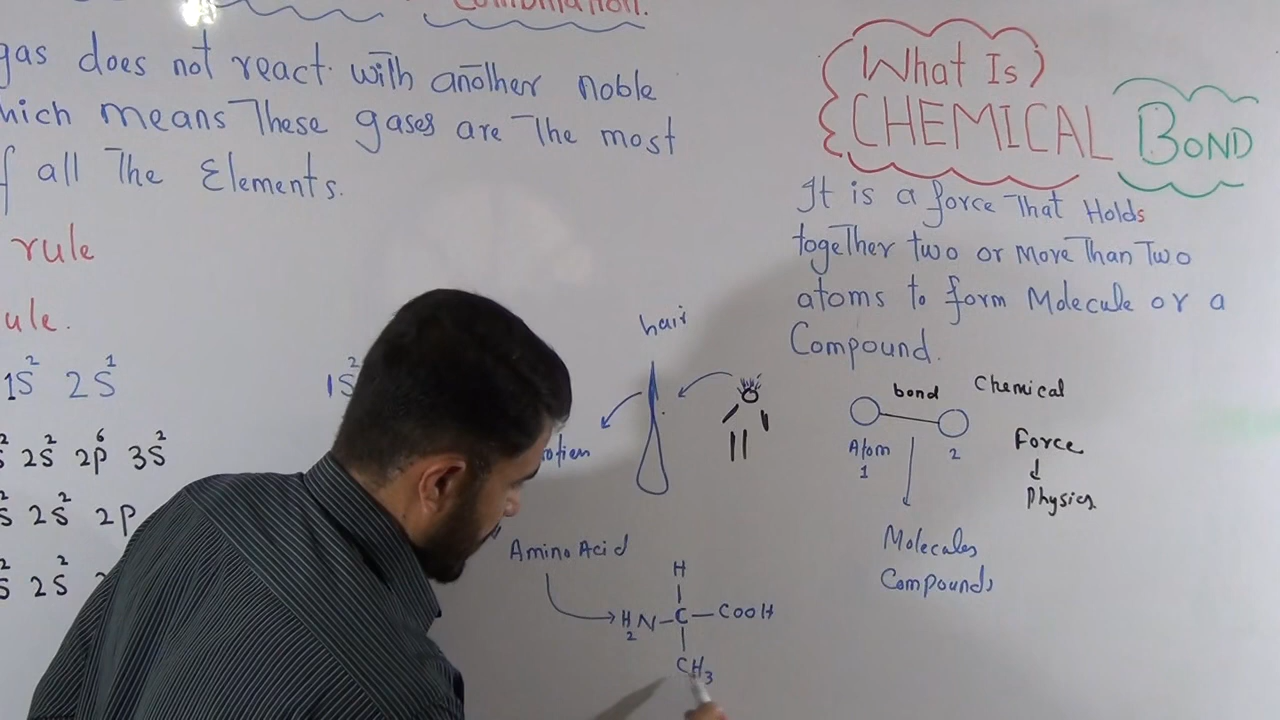 Combination.
gas does not react with another noble
hich means These gases are The most
f all The Elements.
rule
ule.
1S² 2S¹
1S²
2S² 2p⁶ 3S²
2S² 2p
2S²
hair
Amino Acid
H
H₂N-C-COOH
CH₃
What Is
CHEMICAL BOND
It is a force That Holds
together two or more Than Two
atoms to form Molecule or a
Compound.
bond
Chemical
Atom
1
2
Force
Physics
Molecules
Compounds